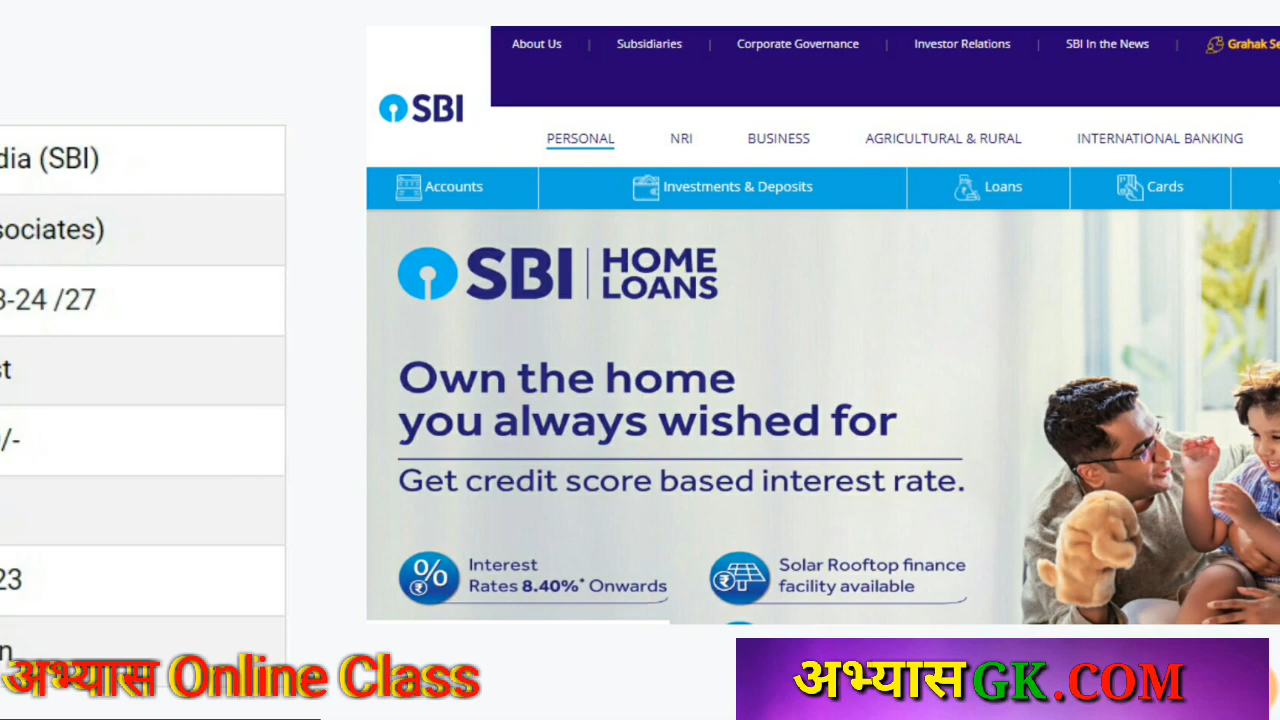 dia (SBI)
sociates)
3-24 /27
st
/-
23
n
About Us | Subsidiaries | Corporate Governance | Investor Relations | SBI In the News | Grahak Se
SBI
PERSONAL NRI BUSINESS AGRICULTURAL & RURAL INTERNATIONAL BANKING
Accounts Investments & Deposits Loans Cards
SBI | HOME
LOANS
Own the home
you always wished for
Get credit score based interest rate.
Interest
Rates 8.40%* Onwards
Solar Rooftop finance
facility available
अभ्यास Online Class
अभ्यास GK.COM